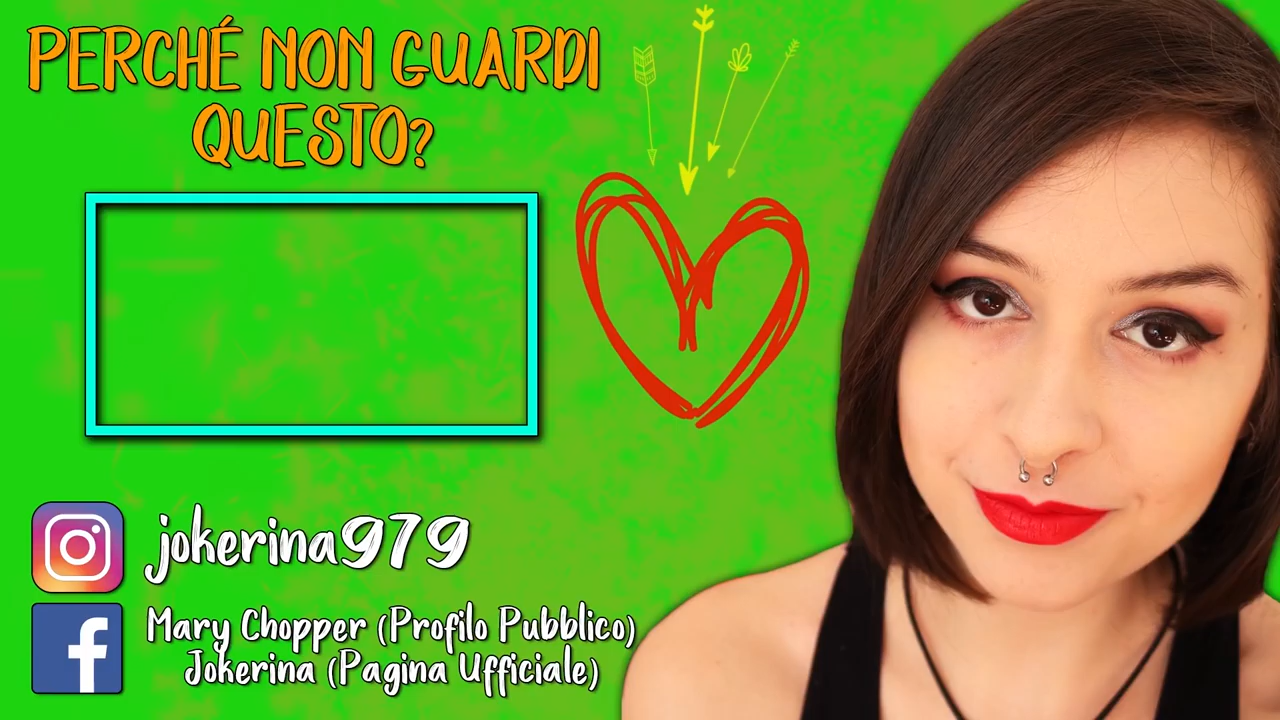 PERCHÉ NON GUARDI
QUESTO?
jokerina979
Mary Chopper (Profilo Pubblico)
Jokerina (Pagina Ufficiale)